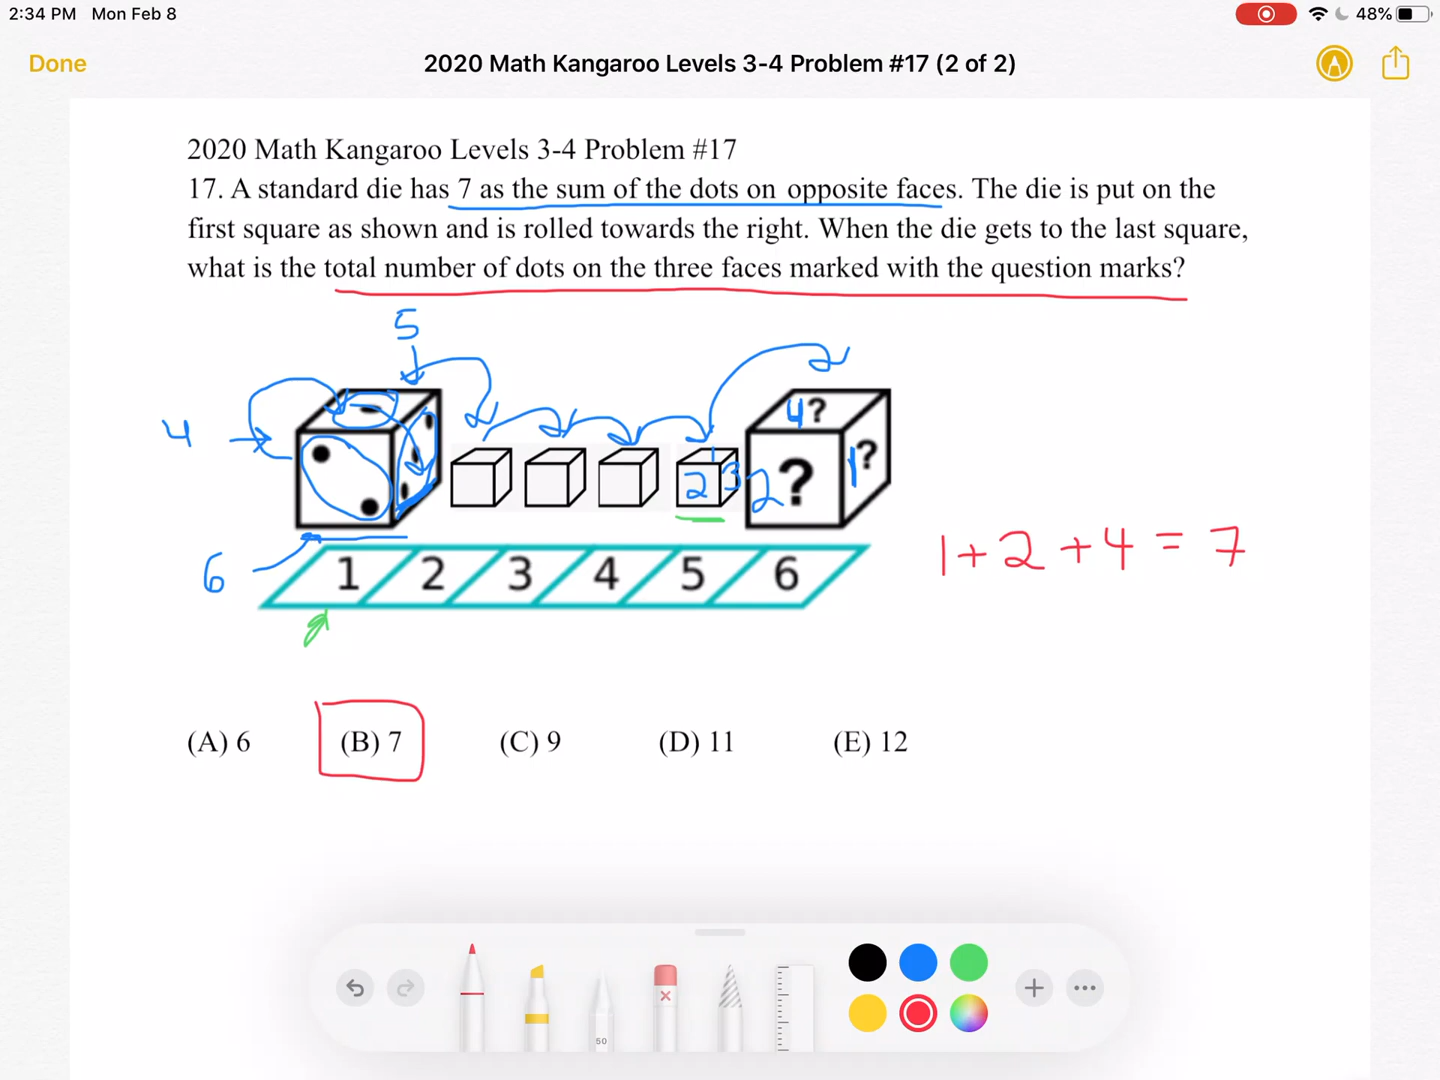 2:34 PM Mon Feb 8
48%
Done
2020 Math Kangaroo Levels 3-4 Problem #17 (2 of 2)
2020 Math Kangaroo Levels 3-4 Problem #17
17. A standard die has 7 as the sum of the dots on opposite faces. The die is put on the
first square as shown and is rolled towards the right. When the die gets to the last square,
what is the total number of dots on the three faces marked with the question marks?
5
4
4?
2 1 3
2? 1?
6
1 2 3 4 5 6
1+2+4=7
(A) 6 (B) 7 (C) 9 (D) 11 (E) 12
50